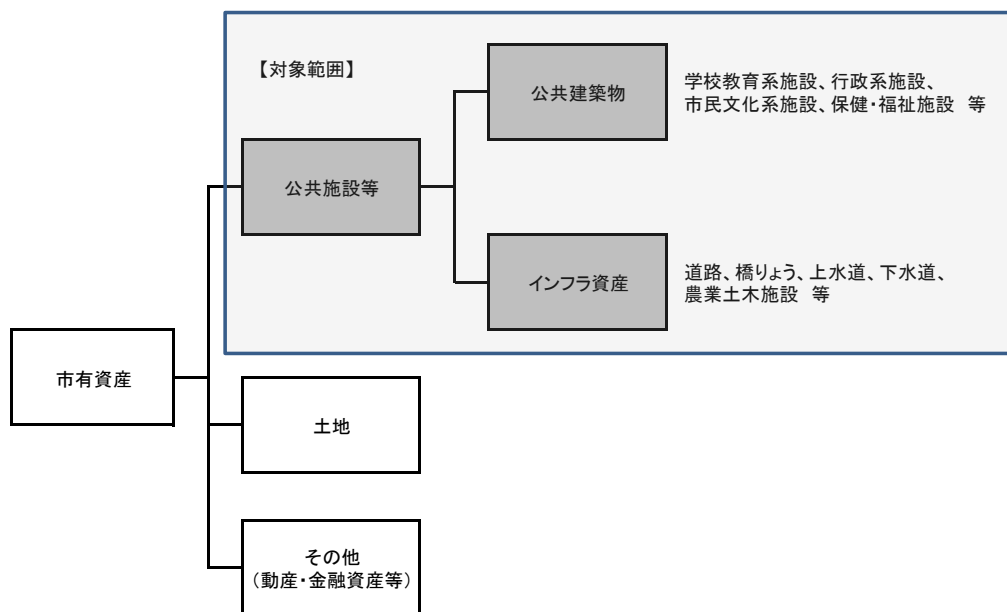 【対象範囲】
公共建築物
学校教育系施設、行政系施設、
市民文化系施設、保健・福祉施設　等
公共施設等
インフラ資産
道路、橋りょう、上水道、下水道、
農業土木施設　等
市有資産
土地
その他
（動産・金融資産等）